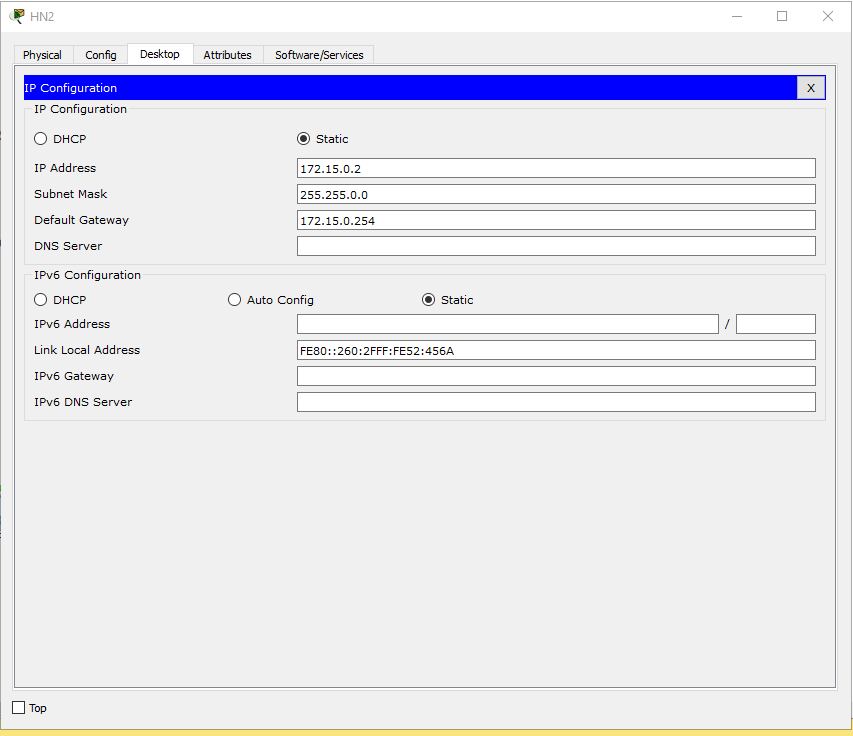 HN2
Physical Config Desktop Attributes Software/Services
IP Configuration X
IP Configuration
DHCP Static
IP Address 172.15.0.2
Subnet Mask 255.255.0.0
Default Gateway 172.15.0.254
DNS Server
IPv6 Configuration
DHCP Auto Config Static
IPv6 Address /
Link Local Address FE80::260:2FFF:FE52:456A
IPv6 Gateway
IPv6 DNS Server
Top